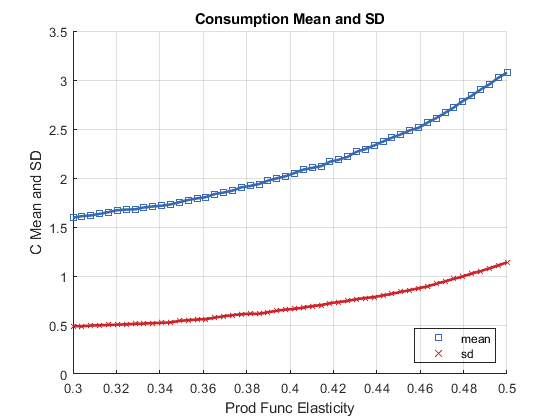 Consumption Mean and SD
C Mean and SD
3.5
3
2.5
2
1.5
1
0.5
0
0.3 0.32 0.34 0.36 0.38 0.4 0.42 0.44 0.46 0.48 0.5
Prod Func Elasticity
mean
sd